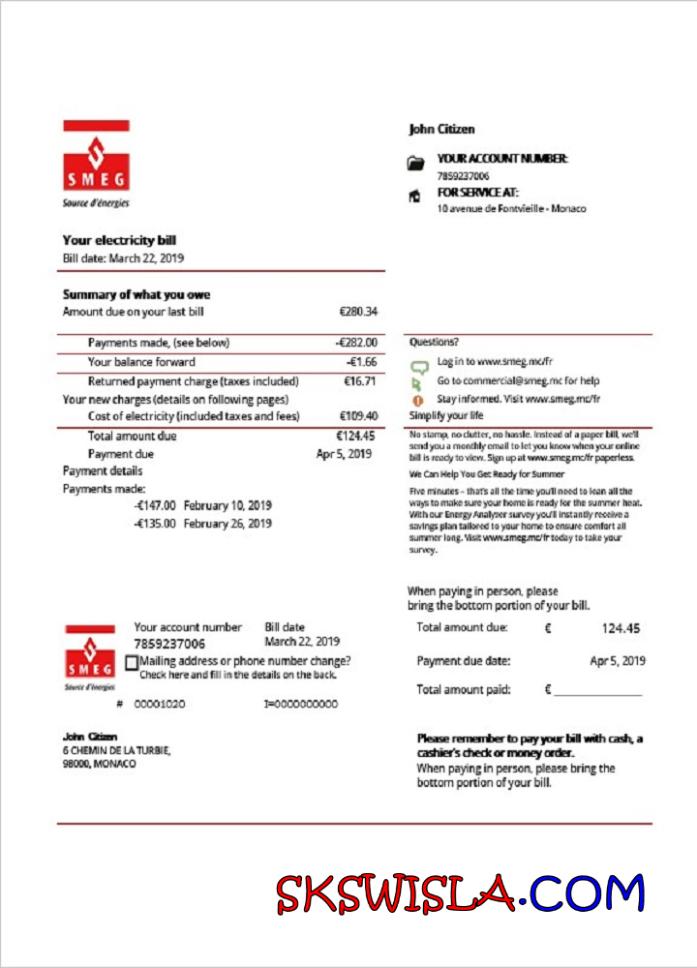 SMEG
Source d'énergies
John Citizen
YOUR ACCOUNT NUMBER:
7859237006
FOR SERVICE AT:
10 avenue de Fontvieille - Monaco
Your electricity bill
Bill date: March 22, 2019
Summary of what you owe
Amount due on your last bill €280.34
Payments made, (see below) -€282.00
Your balance forward -€1.66
Returned payment charge (taxes included) €16.71
Your new charges (details on following pages)
Cost of electricity (included taxes and fees) €109.40
Total amount due €124.45
Payment due Apr 5, 2019
Payment details
Payments made:
-€147.00 February 10, 2019
-€135.00 February 26, 2019
Questions?
Log in to www.smeg.mc/fr
Go to commercial@smeg.mc for help
Stay informed. Visit www.smeg.mc/fr
Simplify your life
No stamp, no clutter, no hassle. Instead of a paper bill, we'll
send you a monthly email to let you know when your online
bill is ready to view. Sign up at www.smeg.mc/fr paperless.
We Can Help You Get Ready for Summer
Five minutes – that's all the time you'll need to lean all the
ways to make sure your home is ready for the summer heat.
With our Energy Analyser survey you'll instantly receive a
savings plan tailored to your home to ensure comfort all
summer long. Visit www.smeg.mc/fr today to take your
survey.
When paying in person, please
bring the bottom portion of your bill.
SMEG
Source d'énergies
Your account number Bill date
7859237006 March 22, 2019
Mailing address or phone number change?
Check here and fill in the details on the back.
# 00001020 I=0000000000
John Citizen
6 CHEMIN DE LA TURBIE,
98000, MONACO
Total amount due: € 124.45
Payment due date: Apr 5, 2019
Total amount paid: €
Please remember to pay your bill with cash, a
cashier's check or money order.
When paying in person, please bring the
bottom portion of your bill.
SKSWISLA.COM